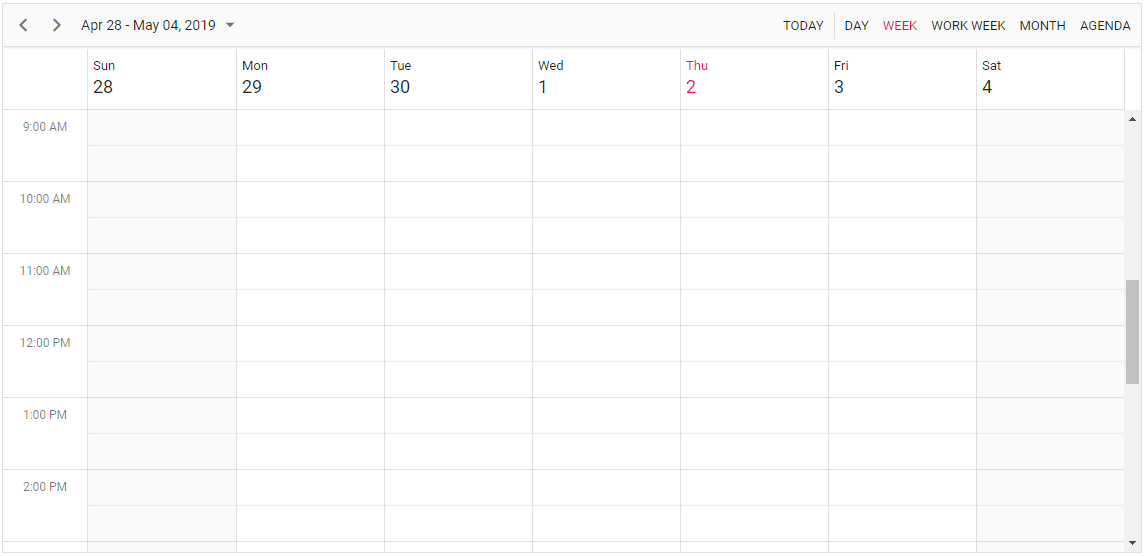 Apr 28 - May 04, 2019 TODAY DAY WEEK WORK WEEK MONTH AGENDA
Sun Mon Tue Wed Thu Fri Sat
28 29 30 1 2 3 4
9:00 AM
10:00 AM
11:00 AM
12:00 PM
1:00 PM
2:00 PM